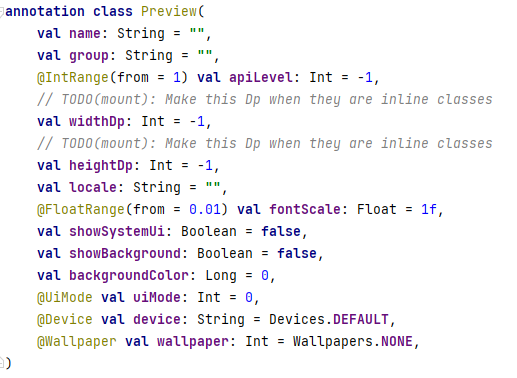 annotation class Preview(
    val name: String = "",
    val group: String = "",
    @IntRange(from = 1) val apiLevel: Int = -1,
    // TODO(mount): Make this Dp when they are inline classes
    val widthDp: Int = -1,
    // TODO(mount): Make this Dp when they are inline classes
    val heightDp: Int = -1,
    val locale: String = "",
    @FloatRange(from = 0.01) val fontScale: Float = 1f,
    val showSystemUi: Boolean = false,
    val showBackground: Boolean = false,
    val backgroundColor: Long = 0,
    @UiMode val uiMode: Int = 0,
    @Device val device: String = Devices.DEFAULT,
    @Wallpaper val wallpaper: Int = Wallpapers.NONE,
)